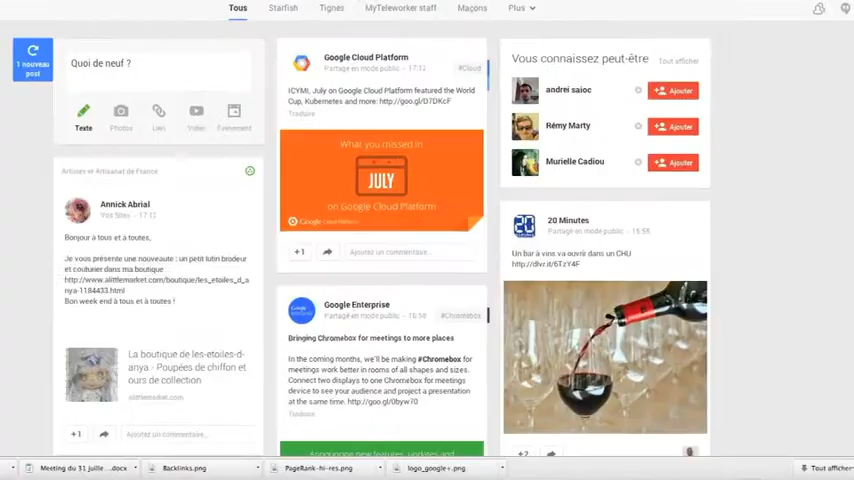 Tous Starfish Tignes MyTeleworker staff Maçons Plus
1 nouveau
post
Quoi de neuf ?
Texte Photos Lien Vidéo Événement
Artistes et Artisanat de France
Annick Abrial
Vos Sites - 17:12
Bonjour à tous et à toutes,
Je vous présente une nouveauté : un petit lutin brodeur
et couturier dans ma boutique
http://www.alittlemarket.com/boutique/les_etoiles_d_a
nya-1184433.html
Bon week end à tous et à toutes !
La boutique de les-etoiles-d-
anya - Poupées de chiffon et
ours de collection
alittlemarket.com
+1 Ajoutez un commentaire...
Google Cloud Platform
Partagé en mode public - 17:12
#Cloud
ICYMI, July on Google Cloud Platform featured the World
Cup, Kubernetes and more: http://goo.gl/D7DKcF
Traduire
What you missed in
JULY
on Google Cloud Platform
Google Cloud Platform
+1 Ajoutez un commentaire...
Google Enterprise
Partagé en mode public - 16:58
#Chromebox
Bringing Chromebox for meetings to more places
In the coming months, we'll be making #Chromebox for
meetings work better in rooms of all shapes and sizes.
Connect two displays to one Chromebox for meetings
device to see your audience and project a presentation
at the same time. http://goo.gl/0byw70
Traduire
Announcing new features, updates and
Vous connaissez peut-être Tout afficher
andrei saioc Ajouter
Rémy Marty Ajouter
Murielle Cadiou Ajouter
20 Minutes
Partagé en mode public - 15:55
Un bar à vins va ouvrir dans un CHU
http://dlvr.it/6TzY4F
+2
Meeting du 31 juille....docx Backlinks.png PageRank-hi-res.png logo_google+.png Tout afficher